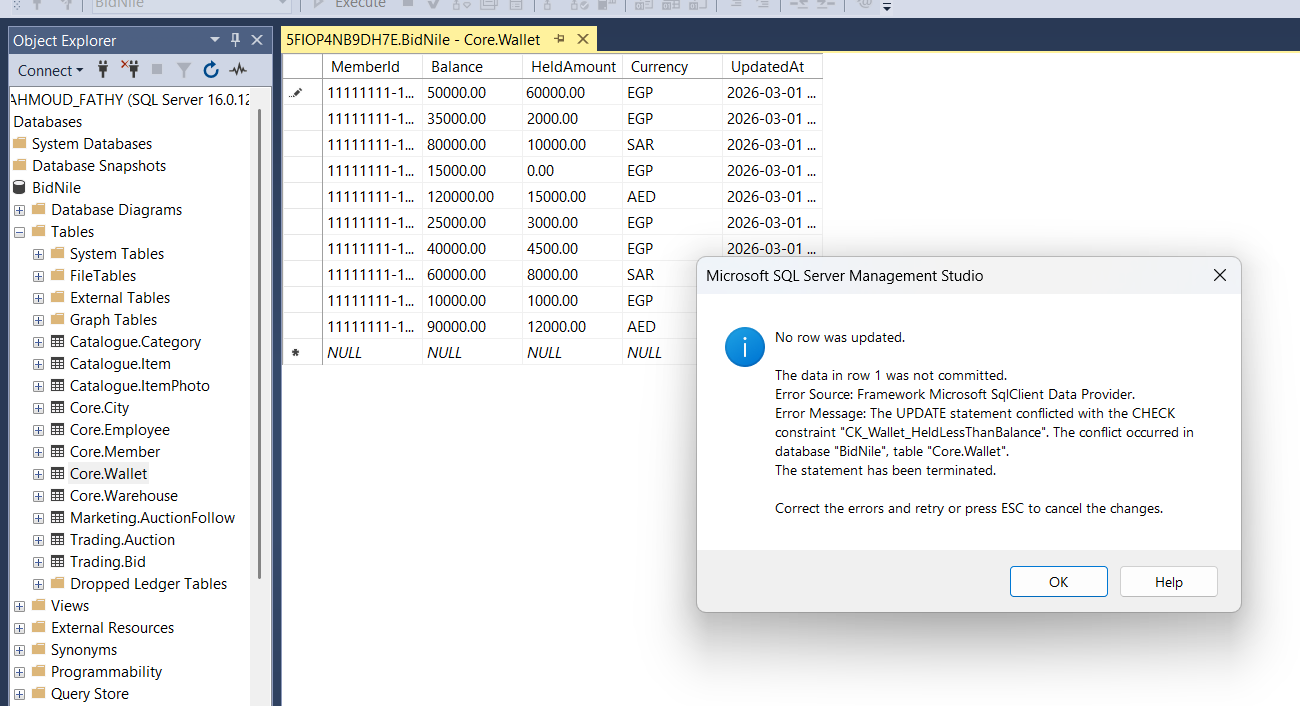 BidNile
Execute
Object Explorer
Connect
AHMOUD_FATHY (SQL Server 16.0.12
Databases
System Databases
Database Snapshots
BidNile
Database Diagrams
Tables
System Tables
FileTables
External Tables
Graph Tables
Catalogue.Category
Catalogue.Item
Catalogue.ItemPhoto
Core.City
Core.Employee
Core.Member
Core.Wallet
Core.Warehouse
Marketing.AuctionFollow
Trading.Auction
Trading.Bid
Dropped Ledger Tables
Views
External Resources
Synonyms
Programmability
Query Store
5FIOP4NB9DH7E.BidNile - Core.Wallet
MemberId Balance HeldAmount Currency UpdatedAt
11111111-1... 50000.00 60000.00 EGP 2026-03-01 ...
11111111-1... 35000.00 2000.00 EGP 2026-03-01 ...
11111111-1... 80000.00 10000.00 SAR 2026-03-01 ...
11111111-1... 15000.00 0.00 EGP 2026-03-01 ...
11111111-1... 120000.00 15000.00 AED 2026-03-01 ...
11111111-1... 25000.00 3000.00 EGP 2026-03-01 ...
11111111-1... 40000.00 4500.00 EGP 2026-03-01 ...
11111111-1... 60000.00 8000.00 SAR
11111111-1... 10000.00 1000.00 EGP
11111111-1... 90000.00 12000.00 AED
NULL NULL NULL NULL
Microsoft SQL Server Management Studio
No row was updated.
The data in row 1 was not committed.
Error Source: Framework Microsoft SqlClient Data Provider.
Error Message: The UPDATE statement conflicted with the CHECK
constraint "CK_Wallet_HeldLessThanBalance". The conflict occurred in
database "BidNile", table "Core.Wallet".
The statement has been terminated.
Correct the errors and retry or press ESC to cancel the changes.
OK
Help